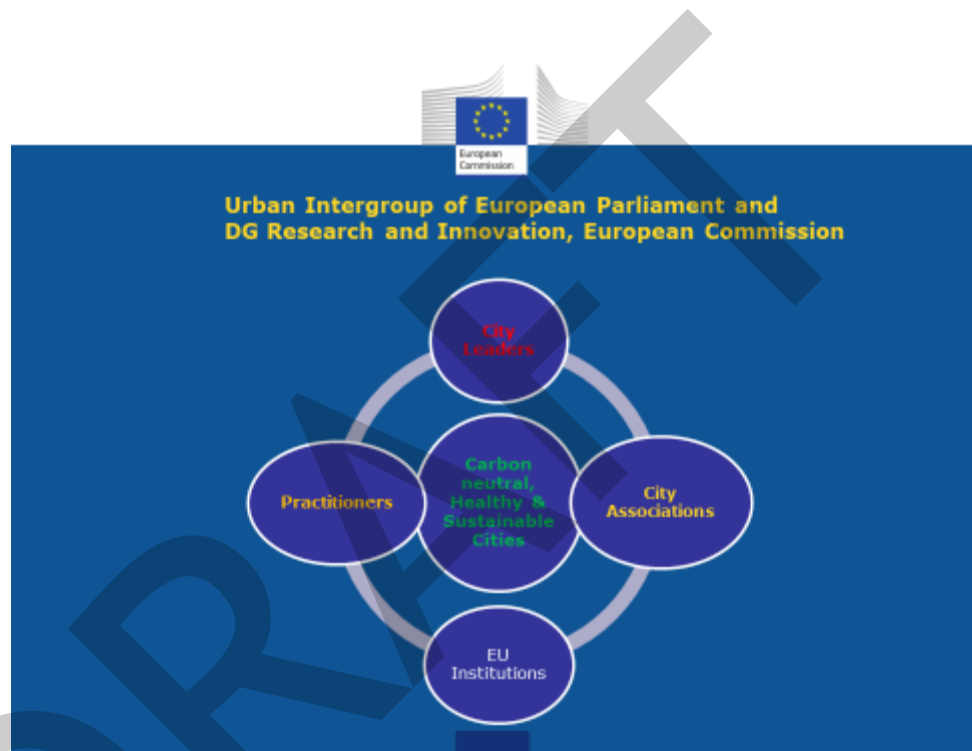 European
Commission
Urban Intergroup of European Parliament and
DG Research and Innovation, European Commission
City
Leaders
Practitioners
Carbon
neutral,
Healthy &
Sustainable
Cities
City
Associations
EU
Institutions
DRAFT